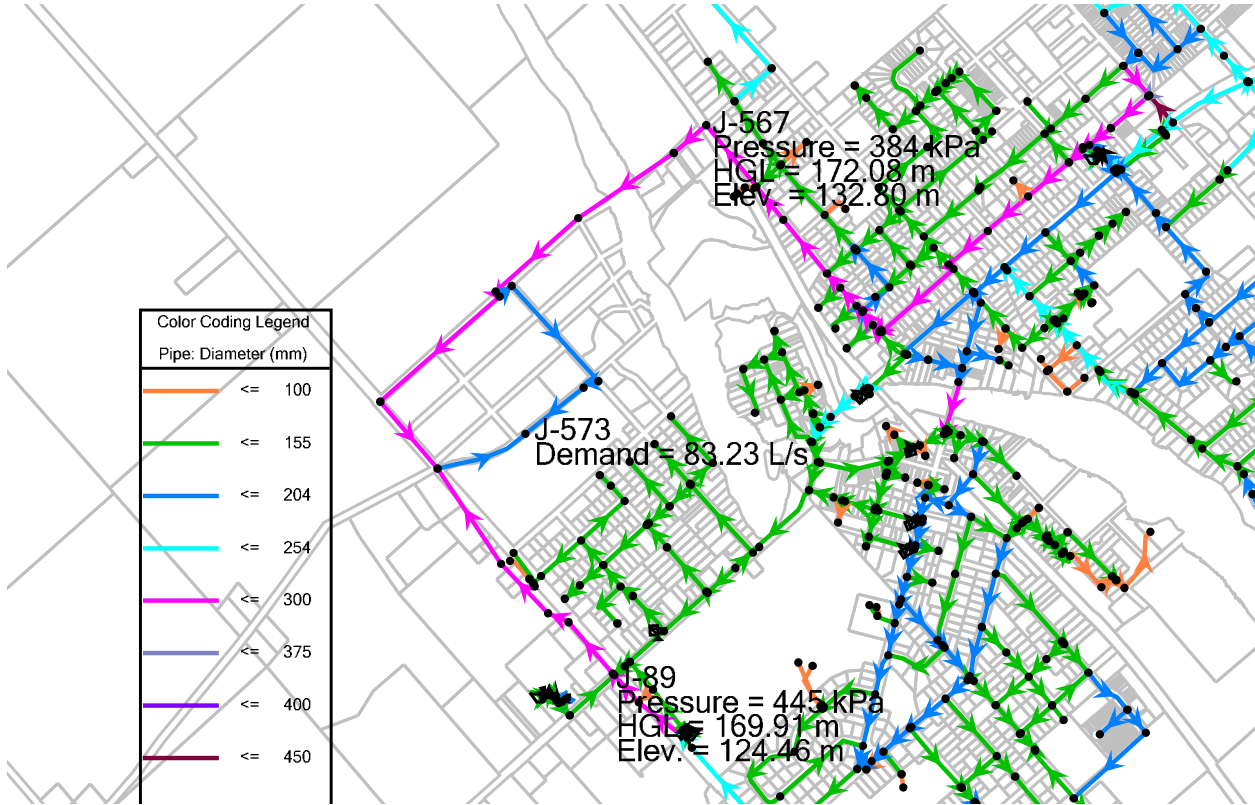 J-567
Pressure = 384 kPa
HGL = 172.08 m
Elev. = 132.80 m
Color Coding Legend
Pipe: Diameter (mm)
<= 100
<= 155
<= 204
<= 254
<= 300
<= 375
<= 400
<= 450
J-573
Demand = 83.23 L/s
J-89
Pressure = 445 kPa
HGL = 169.91 m
Elev. = 124.46 m